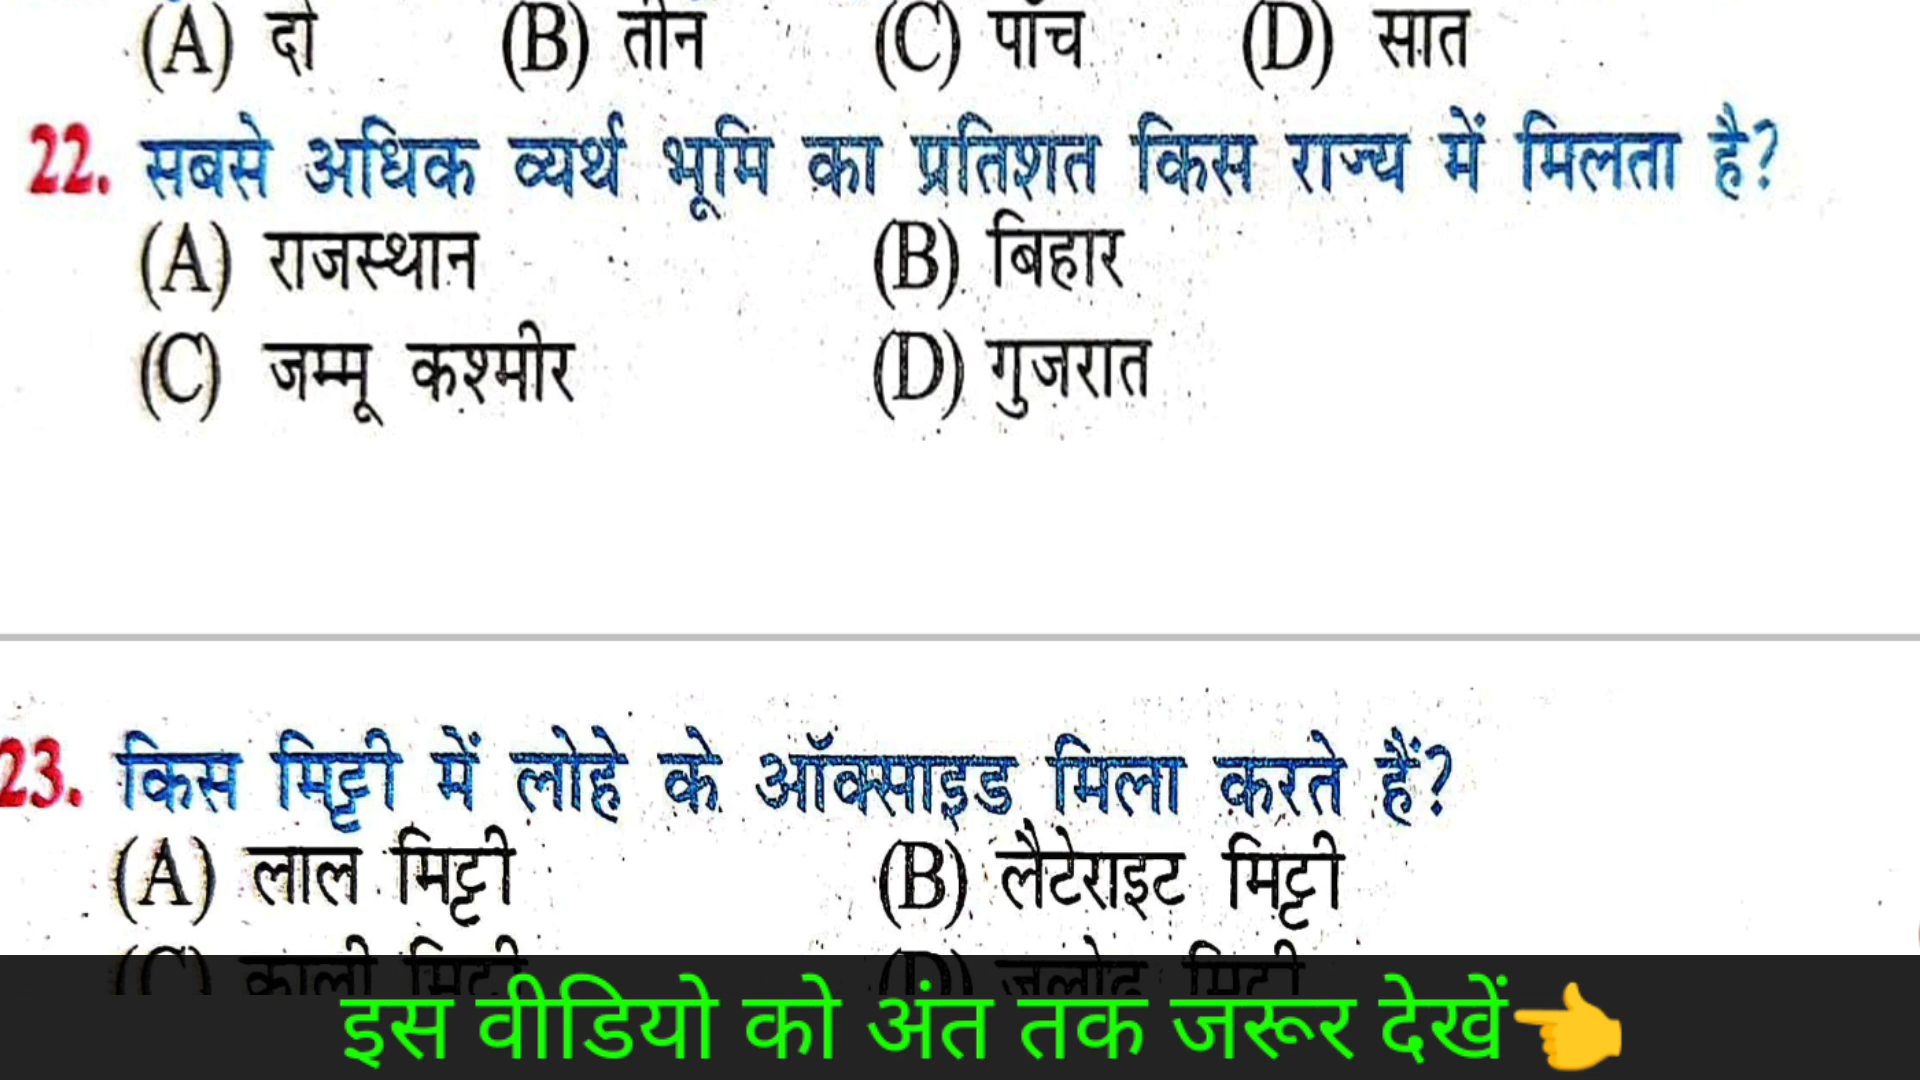 (A) दो (B) तीन (C) पाँच (D) सात
22. सबसे अधिक व्यर्थ भूमि का प्रतिशत किस राज्य में मिलता है?
(A) राजस्थान (B) बिहार
(C) जम्मू कश्मीर (D) गुजरात
23. किस मिट्टी में लोहे के ऑक्साइड मिला करते हैं?
(A) लाल मिट्टी (B) लैटेराइट मिट्टी
(C) काली मिट्टी (D) जलोढ़ मिट्टी
इस वीडियो को अंत तक जरूर देखें